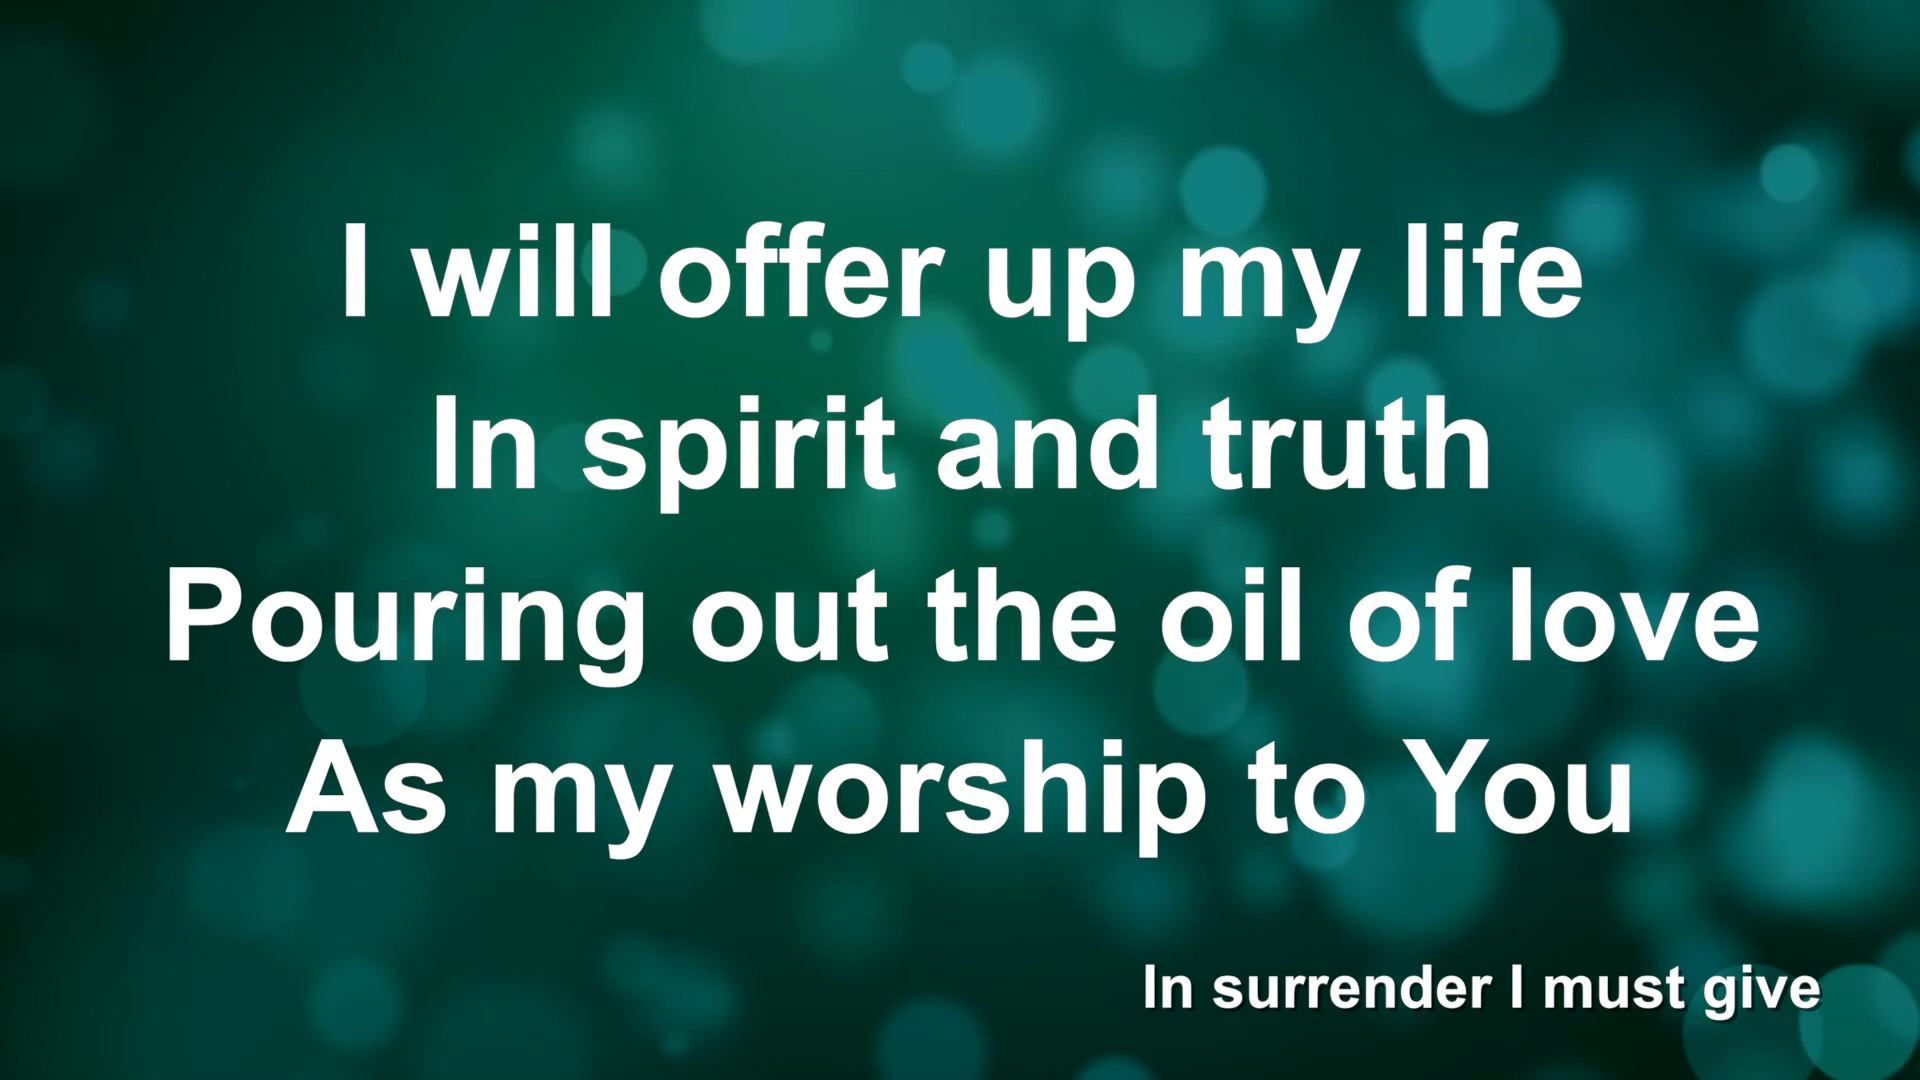 I will offer up my life
In spirit and truth
Pouring out the oil of love
As my worship to You
In surrender I must give